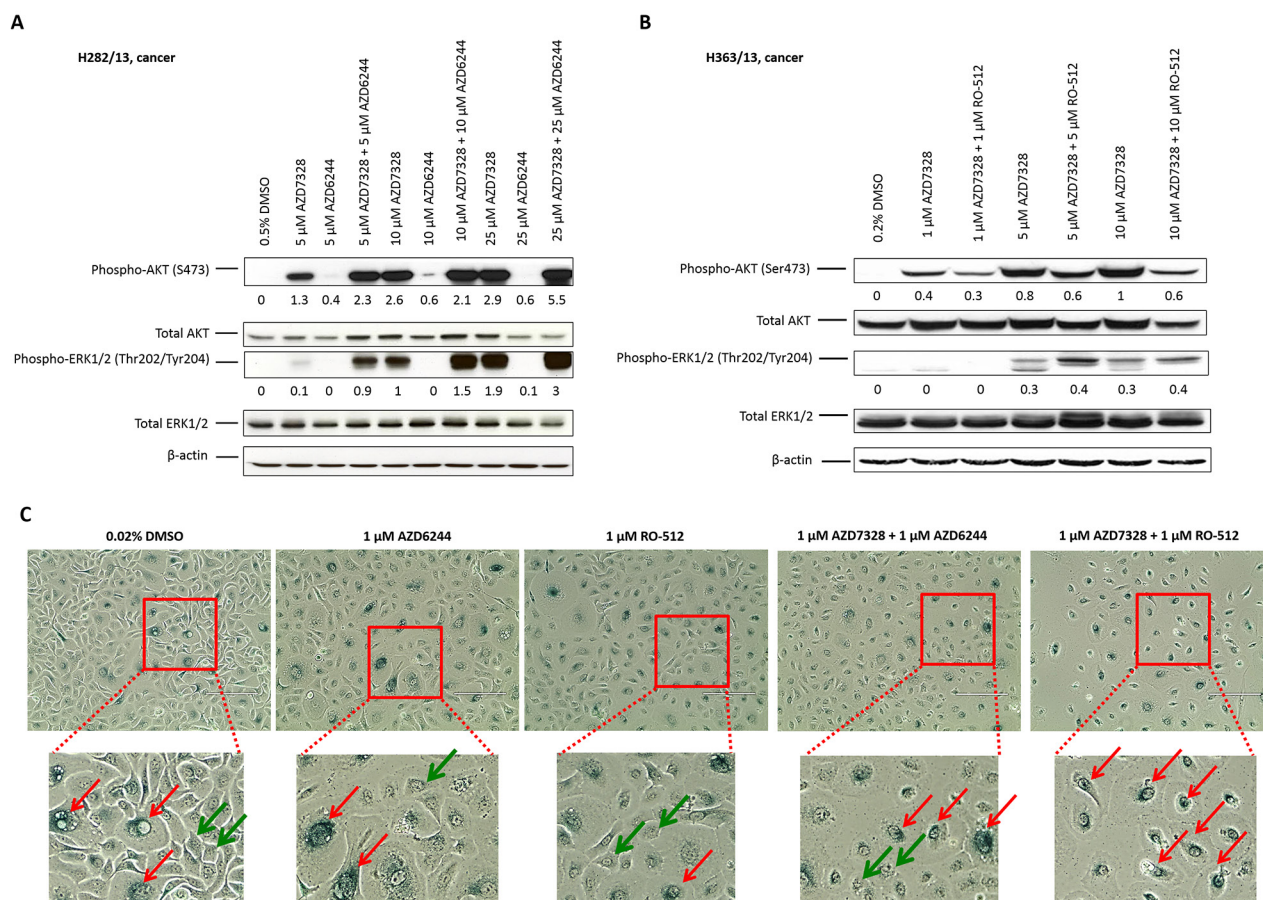 A
H282/13, cancer
0.5% DMSO
5 µM AZD7328
5 µM AZD6244
5 µM AZD7328 + 5 µM AZD6244
10 µM AZD7328
10 µM AZD6244
10 µM AZD7328 + 10 µM AZD6244
25 µM AZD7328
25 µM AZD6244
25 µM AZD7328 + 25 µM AZD6244
Phospho-AKT (S473)
0 1.3 0.4 2.3 2.6 0.6 2.1 2.9 0.6 5.5
Total AKT
Phospho-ERK1/2 (Thr202/Tyr204)
0 0.1 0 0.9 1 0 1.5 1.9 0.1 3
Total ERK1/2
β-actin
B
H363/13, cancer
0.2% DMSO
1 µM AZD7328
1 µM AZD7328 + 1 µM RO-512
5 µM AZD7328
5 µM AZD7328 + 5 µM RO-512
10 µM AZD7328
10 µM AZD7328 + 10 µM RO-512
Phospho-AKT (Ser473)
0 0.4 0.3 0.8 0.6 1 0.6
Total AKT
Phospho-ERK1/2 (Thr202/Tyr204)
0 0 0 0.3 0.4 0.3 0.4
Total ERK1/2
β-actin
C
0.02% DMSO
1 µM AZD6244
1 µM RO-512
1 µM AZD7328 + 1 µM AZD6244
1 µM AZD7328 + 1 µM RO-512